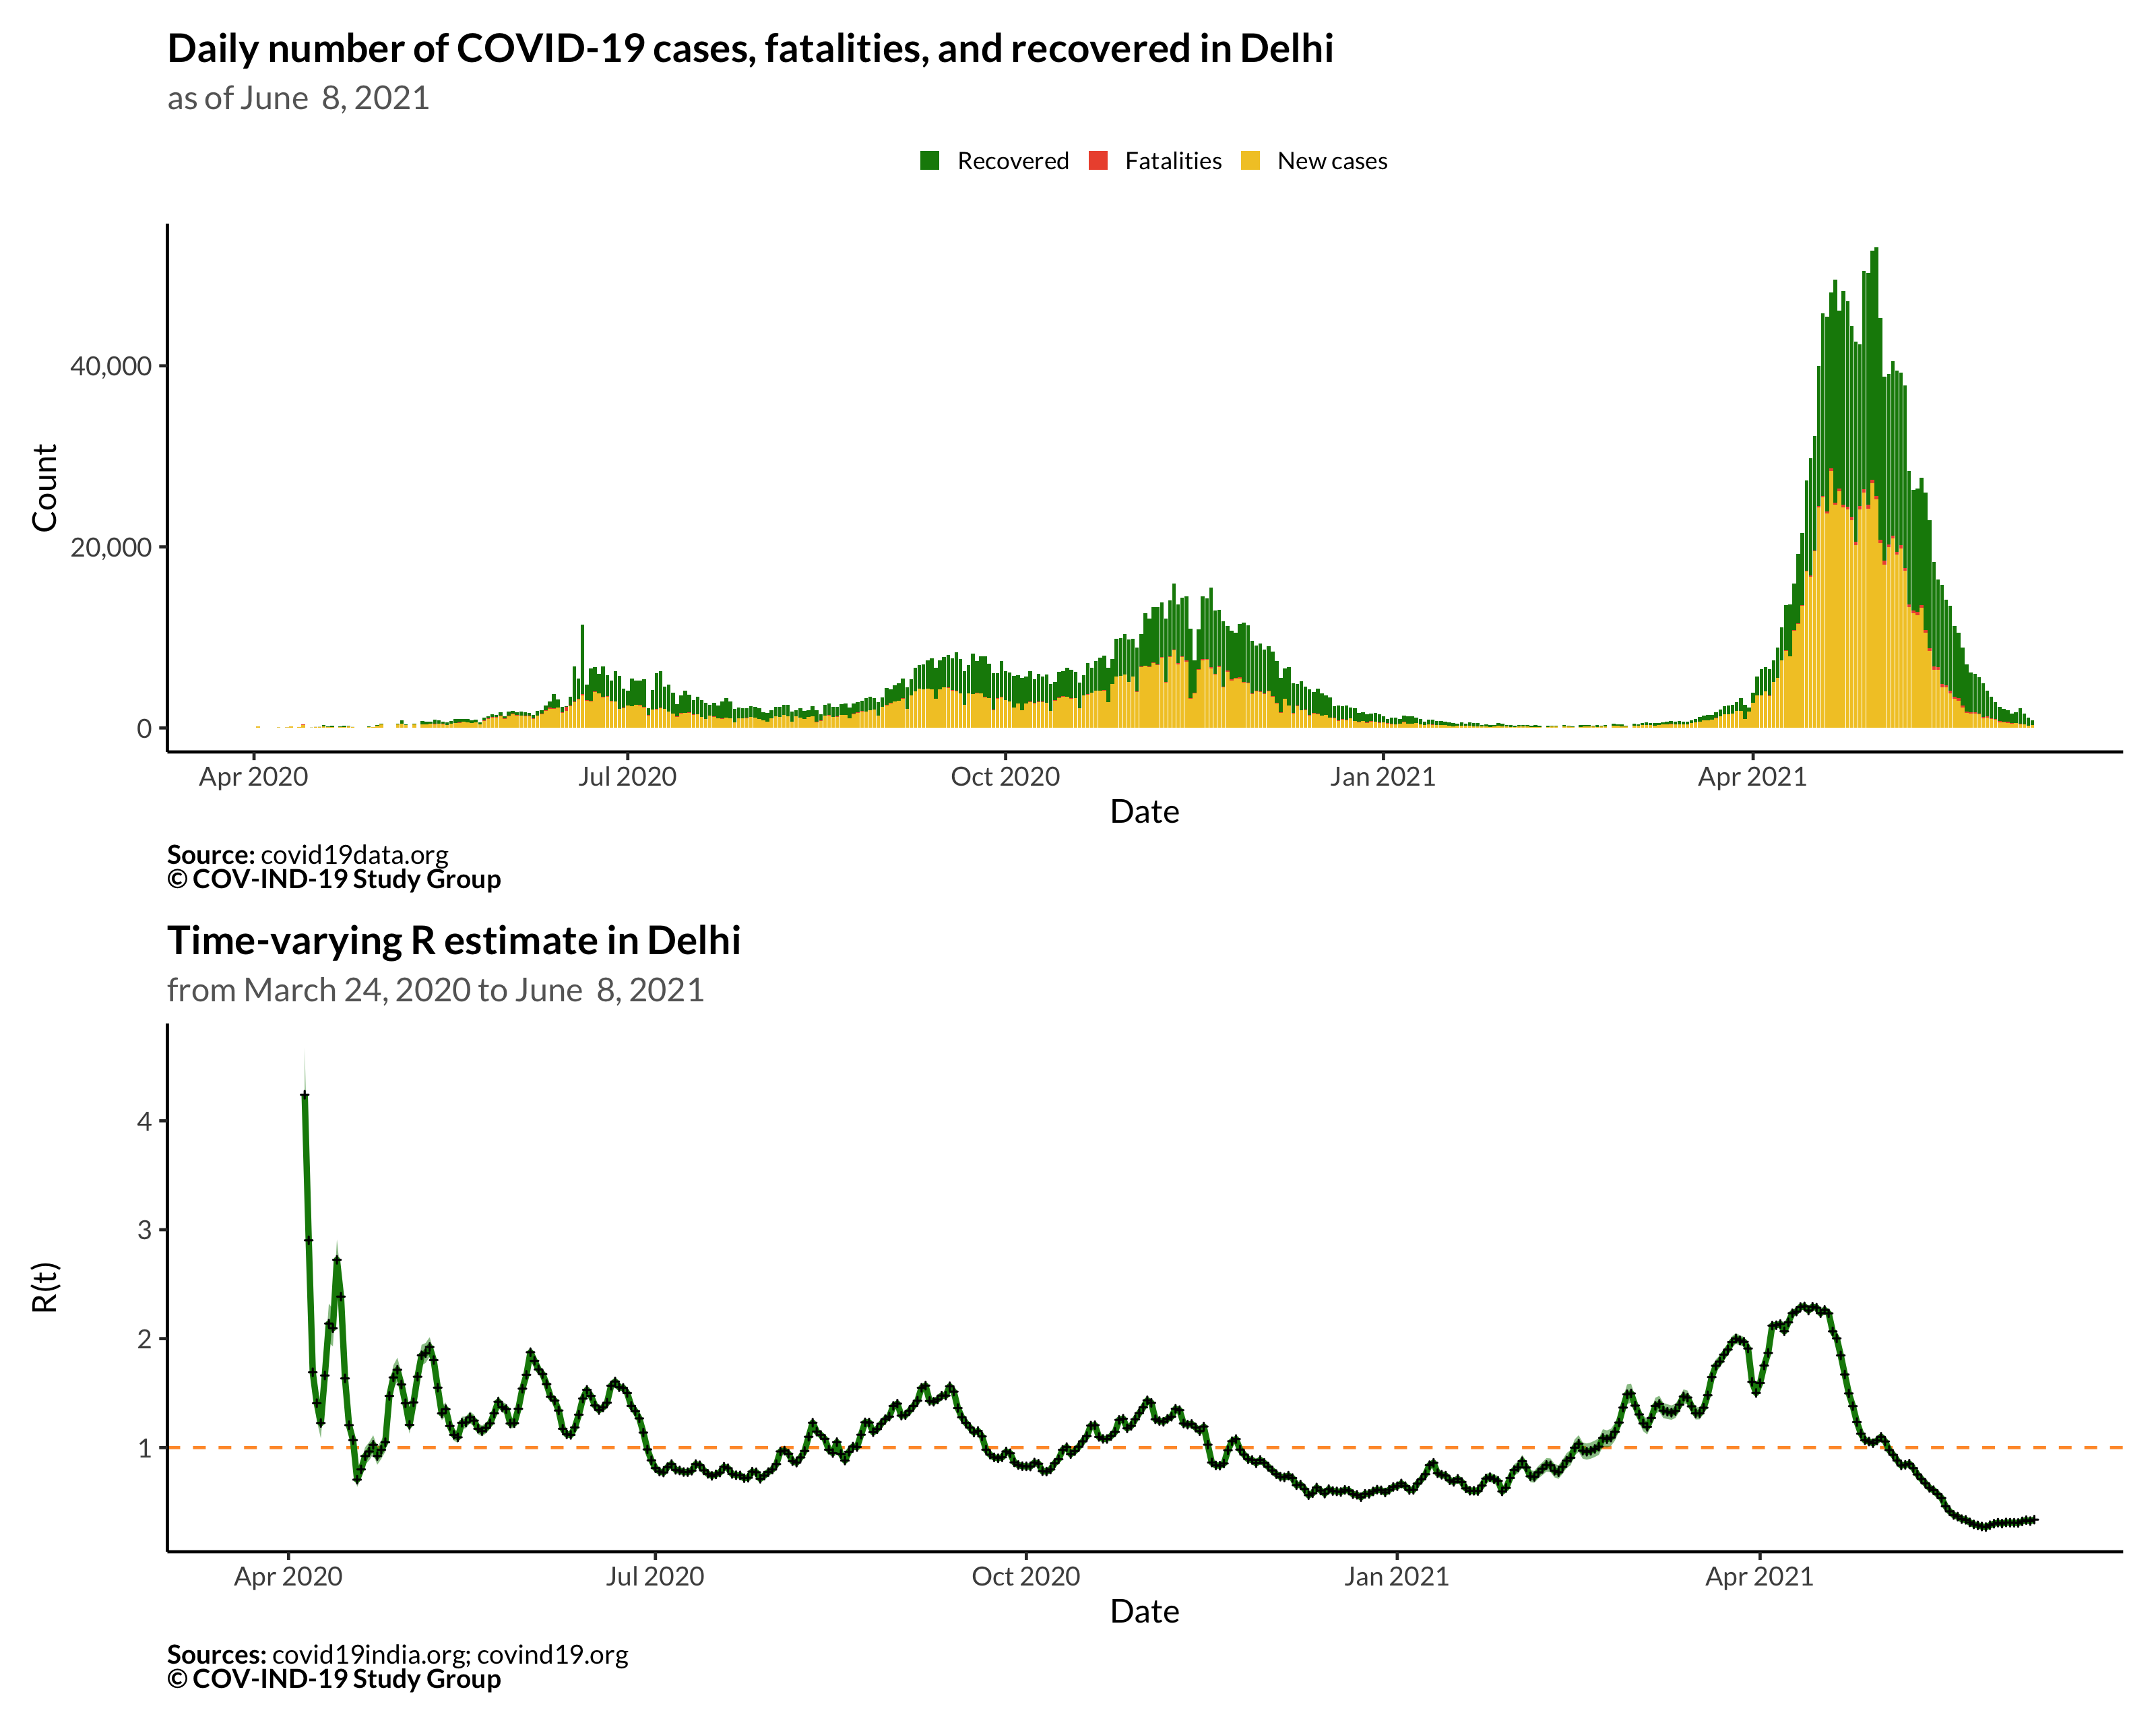 Daily number of COVID-19 cases, fatalities, and recovered in Delhi
as of June  8, 2021
Recovered Fatalities New cases
Count
40,000
20,000
0
Apr 2020 Jul 2020 Oct 2020 Jan 2021 Apr 2021
Date
Source: covid19data.org
© COV-IND-19 Study Group
Time-varying R estimate in Delhi
from March 24, 2020 to June  8, 2021
R(t)
4
3
2
1
Apr 2020 Jul 2020 Oct 2020 Jan 2021 Apr 2021
Date
Sources: covid19india.org; covind19.org
© COV-IND-19 Study Group